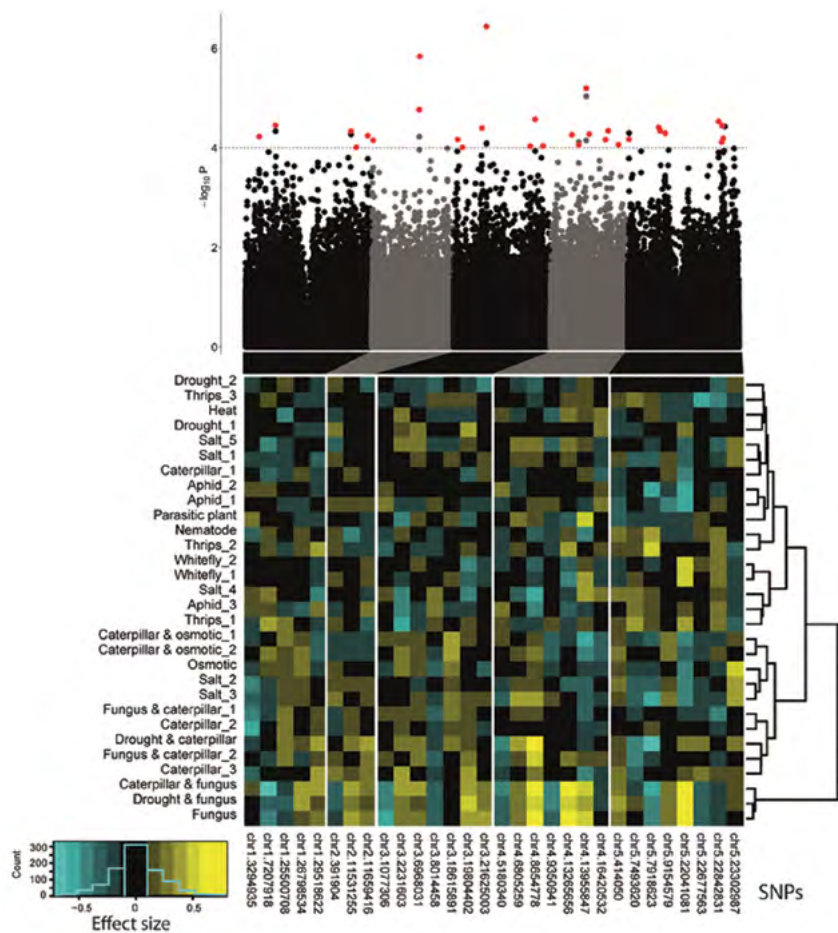 6
4
2
0
−log10 P
Drought_2
Thrips_3
Heat
Drought_1
Salt_5
Salt_1
Caterpillar_1
Aphid_2
Aphid_1
Parasitic plant
Nematode
Thrips_2
Whitefly_2
Whitefly_1
Salt_4
Aphid_3
Thrips_1
Caterpillar & osmotic_1
Caterpillar & osmotic_2
Osmotic
Salt_2
Salt_3
Fungus & caterpillar_1
Caterpillar_2
Drought & caterpillar
Fungus & caterpillar_2
Caterpillar_3
Caterpillar & fungus
Drought & fungus
Fungus
chr1.3294935
chr1.7207918
chr1.25500708
chr1.26798534
chr1.29518622
chr2.391904
chr2.11531255
chr2.11659416
chr3.1077306
chr3.2231603
chr3.8968031
chr3.8014458
chr3.18615891
chr3.19804402
chr3.21625003
chr4.5180340
chr4.6805259
chr4.8654778
chr4.9350941
chr4.13265656
chr4.13955847
chr4.16420532
chr5.414050
chr5.7493620
chr5.7918623
chr5.9154579
chr5.22041081
chr5.22677563
chr5.22842831
chr5.23302987
SNPs
Count
300
200
100
0
−0.5
0
0.5
Effect size